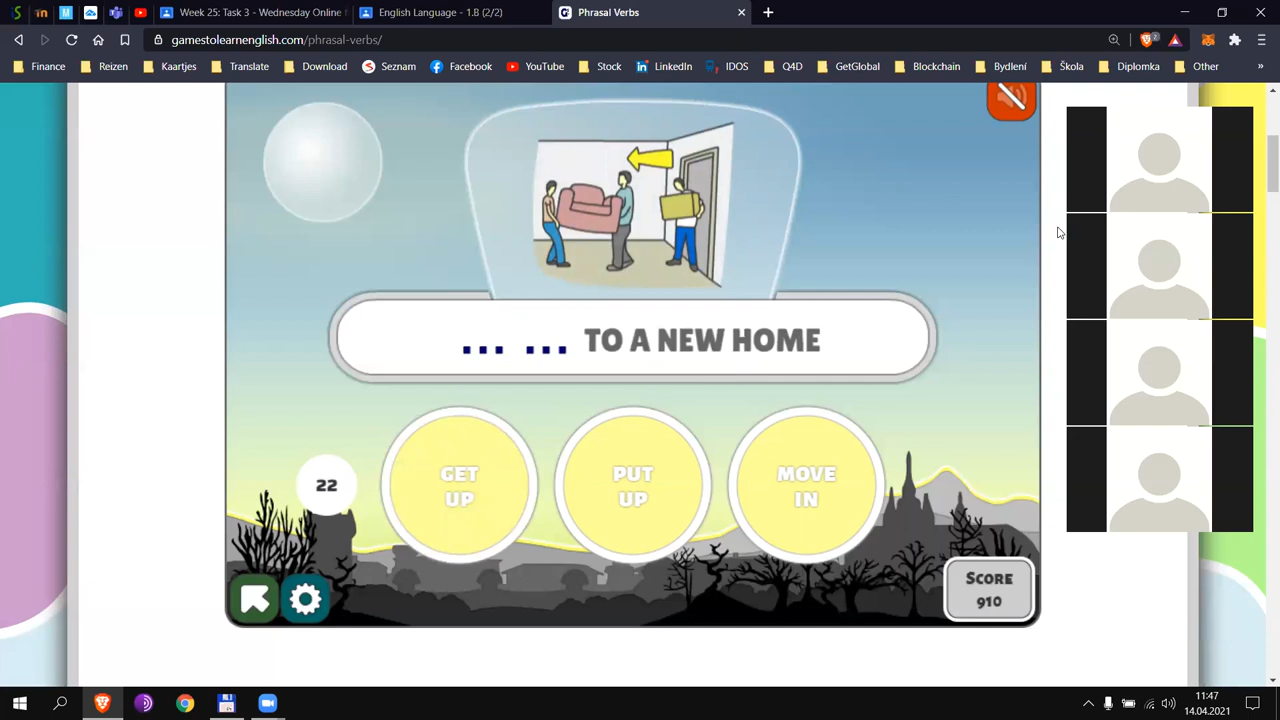 Week 25: Task 3 - Wednesday Online
English Language - 1.B (2/2)
Phrasal Verbs
gamestolearnenglish.com/phrasal-verbs/
2
Finance
Reizen
Kaartjes
Translate
Download
Seznam
Facebook
YouTube
Stock
LinkedIn
IDOS
Q4D
GetGlobal
Blockchain
Bydlení
Škola
Diplomka
Other
»
... ... TO A NEW HOME
22
GET
UP
PUT
UP
MOVE
IN
SCORE
910
11:47
14.04.2021